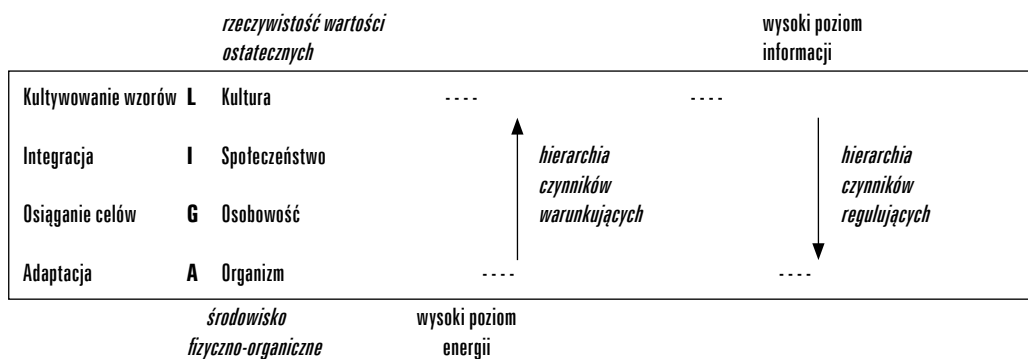 rzeczywistość wartości
ostatecznych
wysoki poziom
informacji
Kultywowanie wzorów L Kultura ---- ----
Integracja I Społeczeństwo
Osiąganie celów G Osobowość
hierarchia
czynników
warunkujących
hierarchia
czynników
regulujących
Adaptacja A Organizm ---- ----
środowisko
fizyczno-organiczne
wysoki poziom
energii